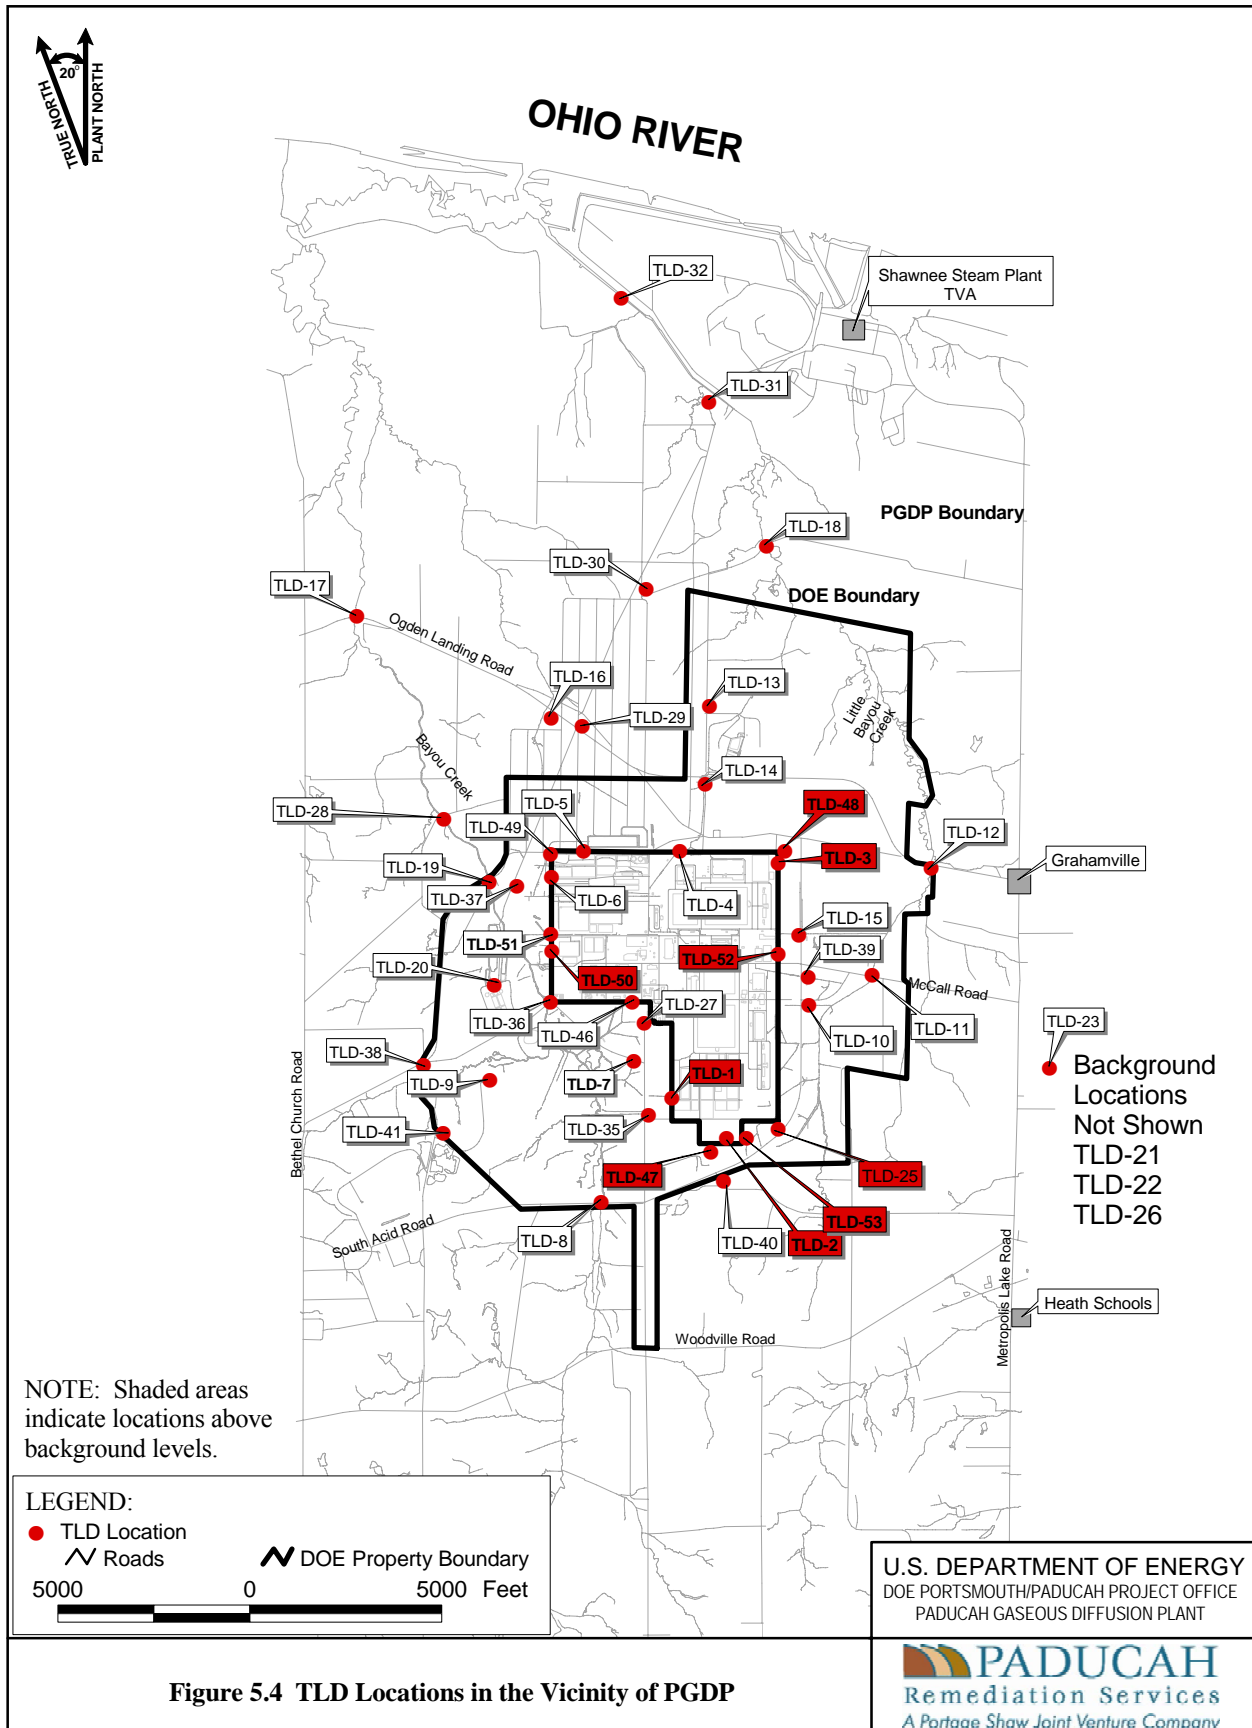 20°
TRUE NORTH
PLANT NORTH
OHIO RIVER
TLD-32
Shawnee Steam Plant
TVA
TLD-31
PGDP Boundary
TLD-18
TLD-30
DOE Boundary
TLD-17
Ogden Landing Road
TLD-16
TLD-13
TLD-29
Little
Bayou
Creek
Bayou Creek
TLD-14
TLD-28
TLD-5
TLD-48
TLD-49
TLD-12
TLD-3
Grahamville
TLD-19
TLD-37
TLD-6
TLD-4
TLD-15
TLD-51
TLD-39
TLD-52
TLD-20
TLD-50
McCall Road
TLD-36
TLD-27
TLD-46
TLD-10
TLD-11
TLD-23
TLD-38
TLD-9
TLD-7
TLD-1
Background
Locations
Not Shown
TLD-21
TLD-22
TLD-26
Bethel Church Road
TLD-41
TLD-35
TLD-47
TLD-25
South Acid Road
TLD-8
TLD-40
TLD-53
TLD-2
Metropolis Lake Road
Heath Schools
Woodville Road
NOTE: Shaded areas
indicate locations above
background levels.
LEGEND:
TLD Location
Roads
DOE Property Boundary
5000 0 5000 Feet
U.S. DEPARTMENT OF ENERGY
DOE PORTSMOUTH/PADUCAH PROJECT OFFICE
PADUCAH GASEOUS DIFFUSION PLANT
Figure 5.4 TLD Locations in the Vicinity of PGDP
PADUCAH
Remediation Services
A Portage Shaw Joint Venture Company